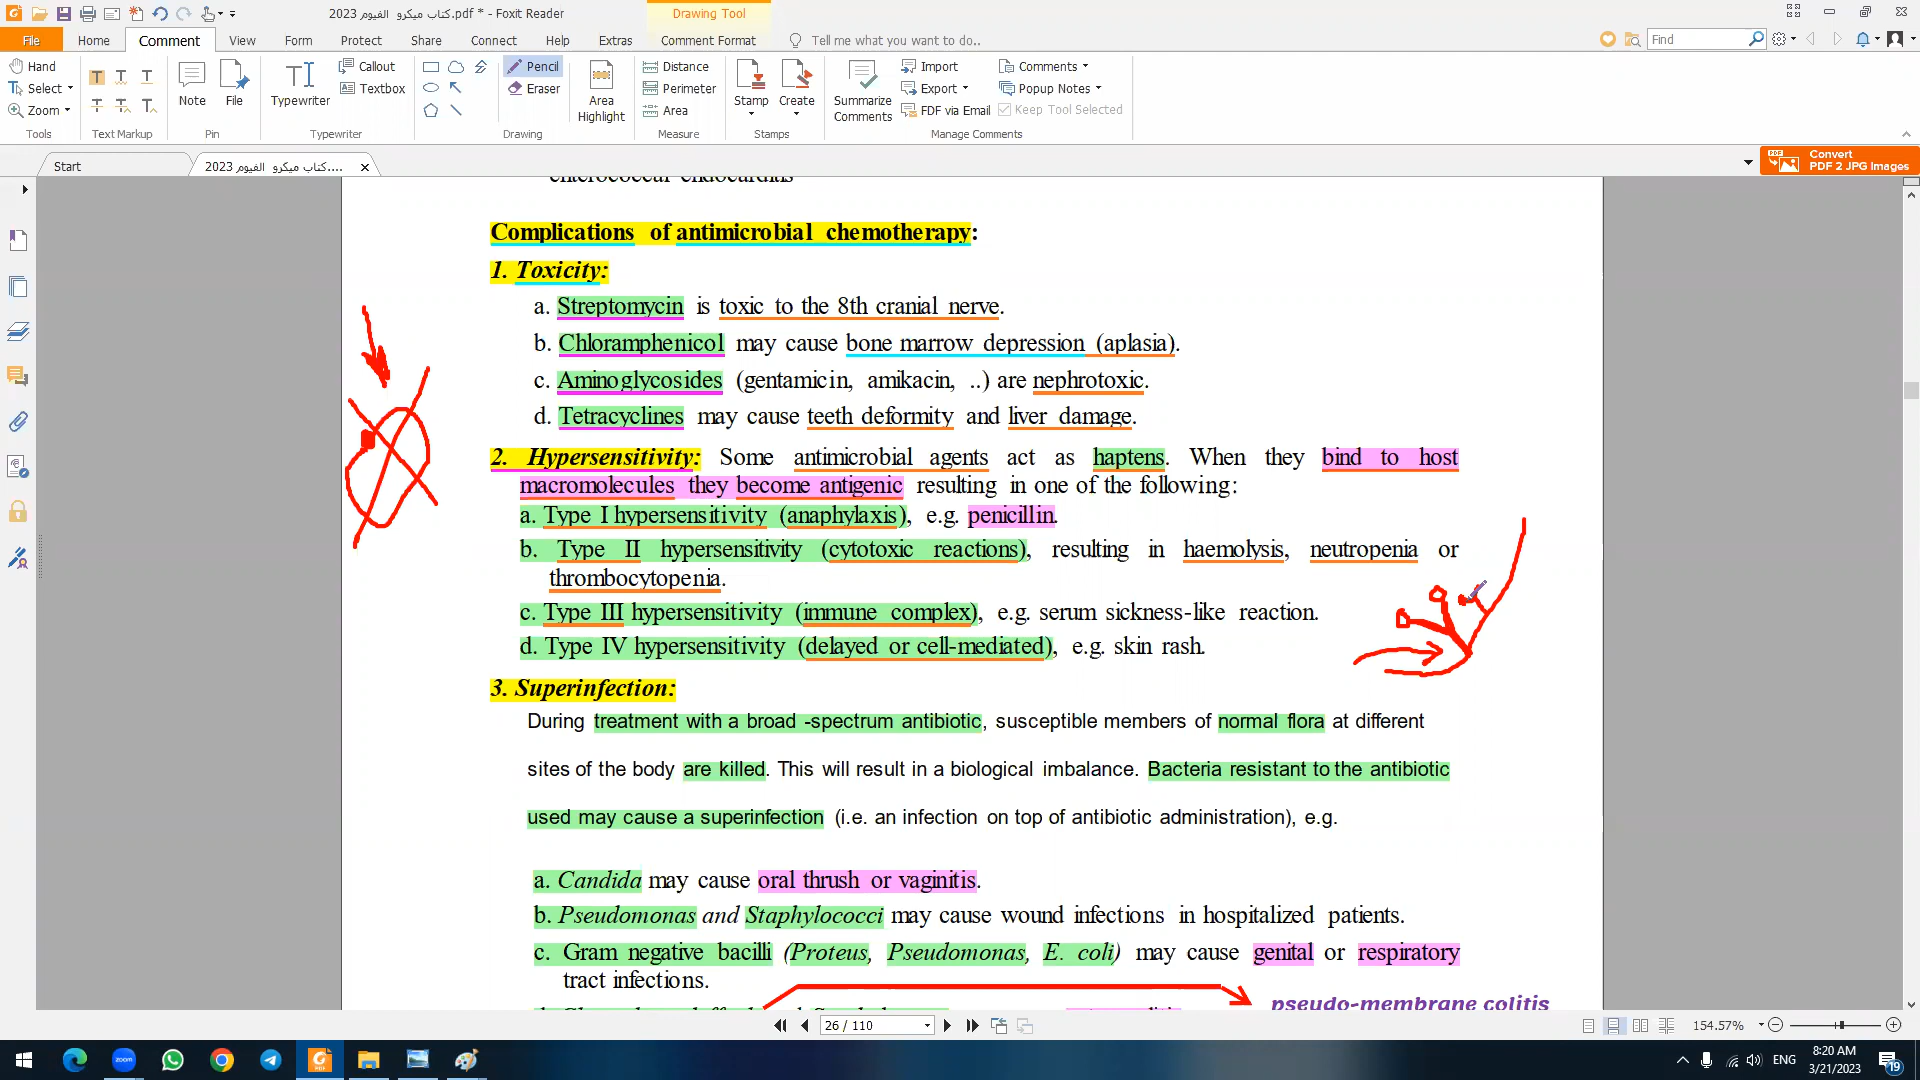 كتاب ميكرو الفيوم 2023.pdf * - Foxit Reader
Drawing Tool
File Home Comment View Form Protect Share Connect Help Extras Comment Format Tell me what you want to do.. Find
Hand
Select
Zoom
Tools
Text Markup
Note
File
Pin
Typewriter
Callout
Textbox
Typewriter
Pencil
Eraser
Drawing
Area Highlight
Distance
Perimeter
Area
Measure
Stamp
Create
Stamps
Summarize Comments
Import
Export
FDF via Email
Comments
Popup Notes
Keep Tool Selected
Manage Comments
Start
كتاب ميكرو الفيوم 2023....
Convert
PDF 2 JPG Images
Complications of antimicrobial chemotherapy:
1. Toxicity:
a. Streptomycin is toxic to the 8th cranial nerve.
b. Chloramphenicol may cause bone marrow depression (aplasia).
c. Aminoglycosides (gentamicin, amikacin, ..) are nephrotoxic.
d. Tetracyclines may cause teeth deformity and liver damage.
2. Hypersensitivity: Some antimicrobial agents act as haptens. When they bind to host
macromolecules they become antigenic resulting in one of the following:
a. Type I hypersensitivity (anaphylaxis), e.g. penicillin.
b. Type II hypersensitivity (cytotoxic reactions), resulting in haemolysis, neutropenia or
thrombocytopenia.
c. Type III hypersensitivity (immune complex), e.g. serum sickness-like reaction.
d. Type IV hypersensitivity (delayed or cell-mediated), e.g. skin rash.
3. Superinfection:
During treatment with a broad -spectrum antibiotic, susceptible members of normal flora at different
sites of the body are killed. This will result in a biological imbalance. Bacteria resistant to the antibiotic
used may cause a superinfection (i.e. an infection on top of antibiotic administration), e.g.
a. Candida may cause oral thrush or vaginitis.
b. Pseudomonas and Staphylococci may cause wound infections in hospitalized patients.
c. Gram negative bacilli (Proteus, Pseudomonas, E. coli) may cause genital or respiratory
tract infections.
pseudo-membrane colitis
26 / 110
154.57%
zoom
ENG
8:20 AM
3/21/2023
19